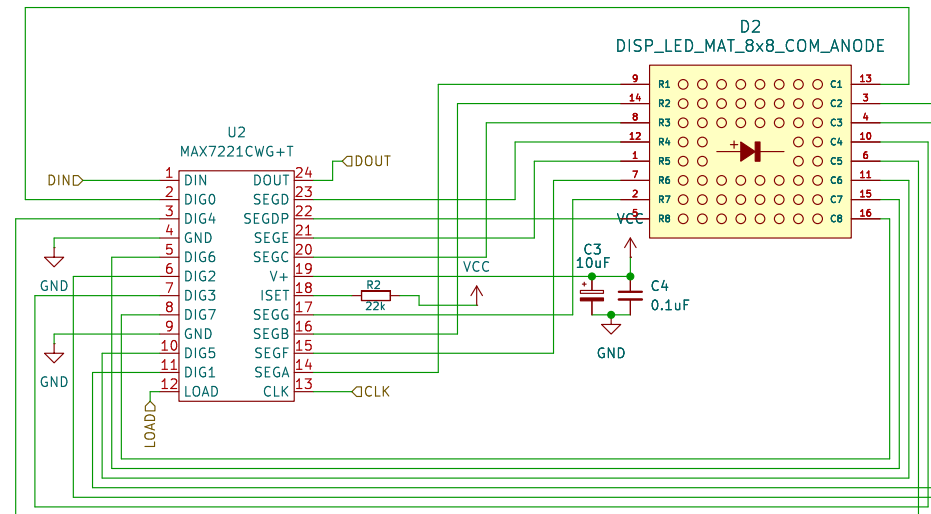 D2
DISP_LED_MAT_8x8_COM_ANODE
9 R1 C1 13
14 R2 C2 3
8 R3 C3 4
12 R4 C4 10
1 R5 C5 6
7 R6 C6 11
2 R7 C7 15
5 R8 C8 16
+
U2
MAX7221CWG+T
DIN 1 DIN DOUT 24 DOUT
2 DIG0 SEGD 23
3 DIG4 SEGDP 22
4 GND SEGE 21
5 DIG6 SEGC 20
6 DIG2 V+ 19
7 DIG3 ISET 18
8 DIG7 SEGG 17
9 GND SEGB 16
10 DIG5 SEGF 15
11 DIG1 SEGA 14
12 LOAD CLK 13 CLK
GND
GND
LOAD
R2
22k
VCC
VCC
C3
10uF
+
C4
0.1uF
GND